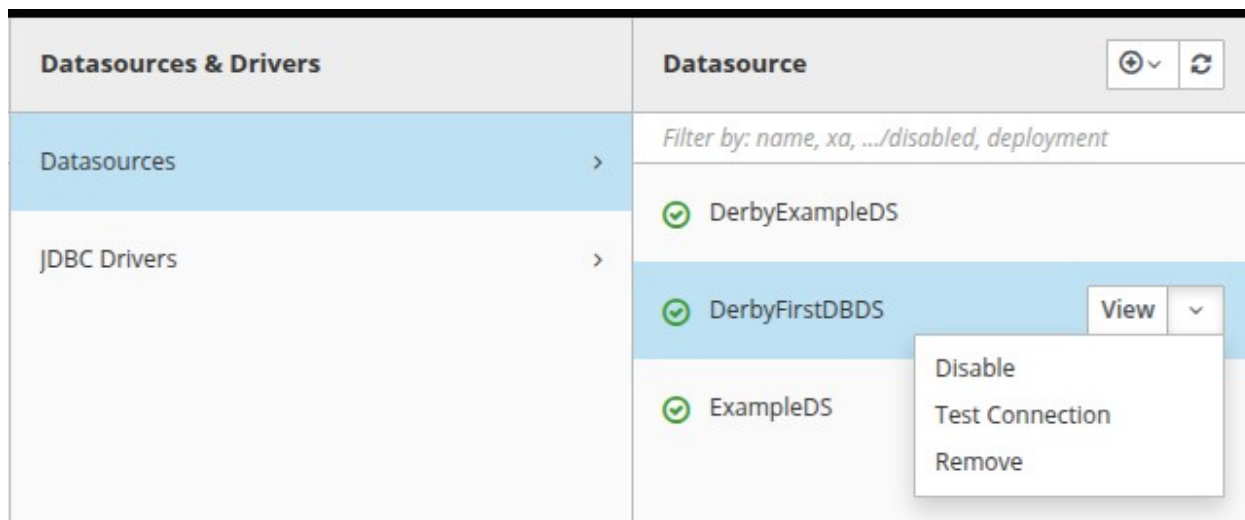 Datasources & Drivers
Datasources
JDBC Drivers
Datasource
Filter by: name, xa, .../disabled, deployment
DerbyExampleDS
DerbyFirstDBDS
View
Disable
Test Connection
Remove
ExampleDS